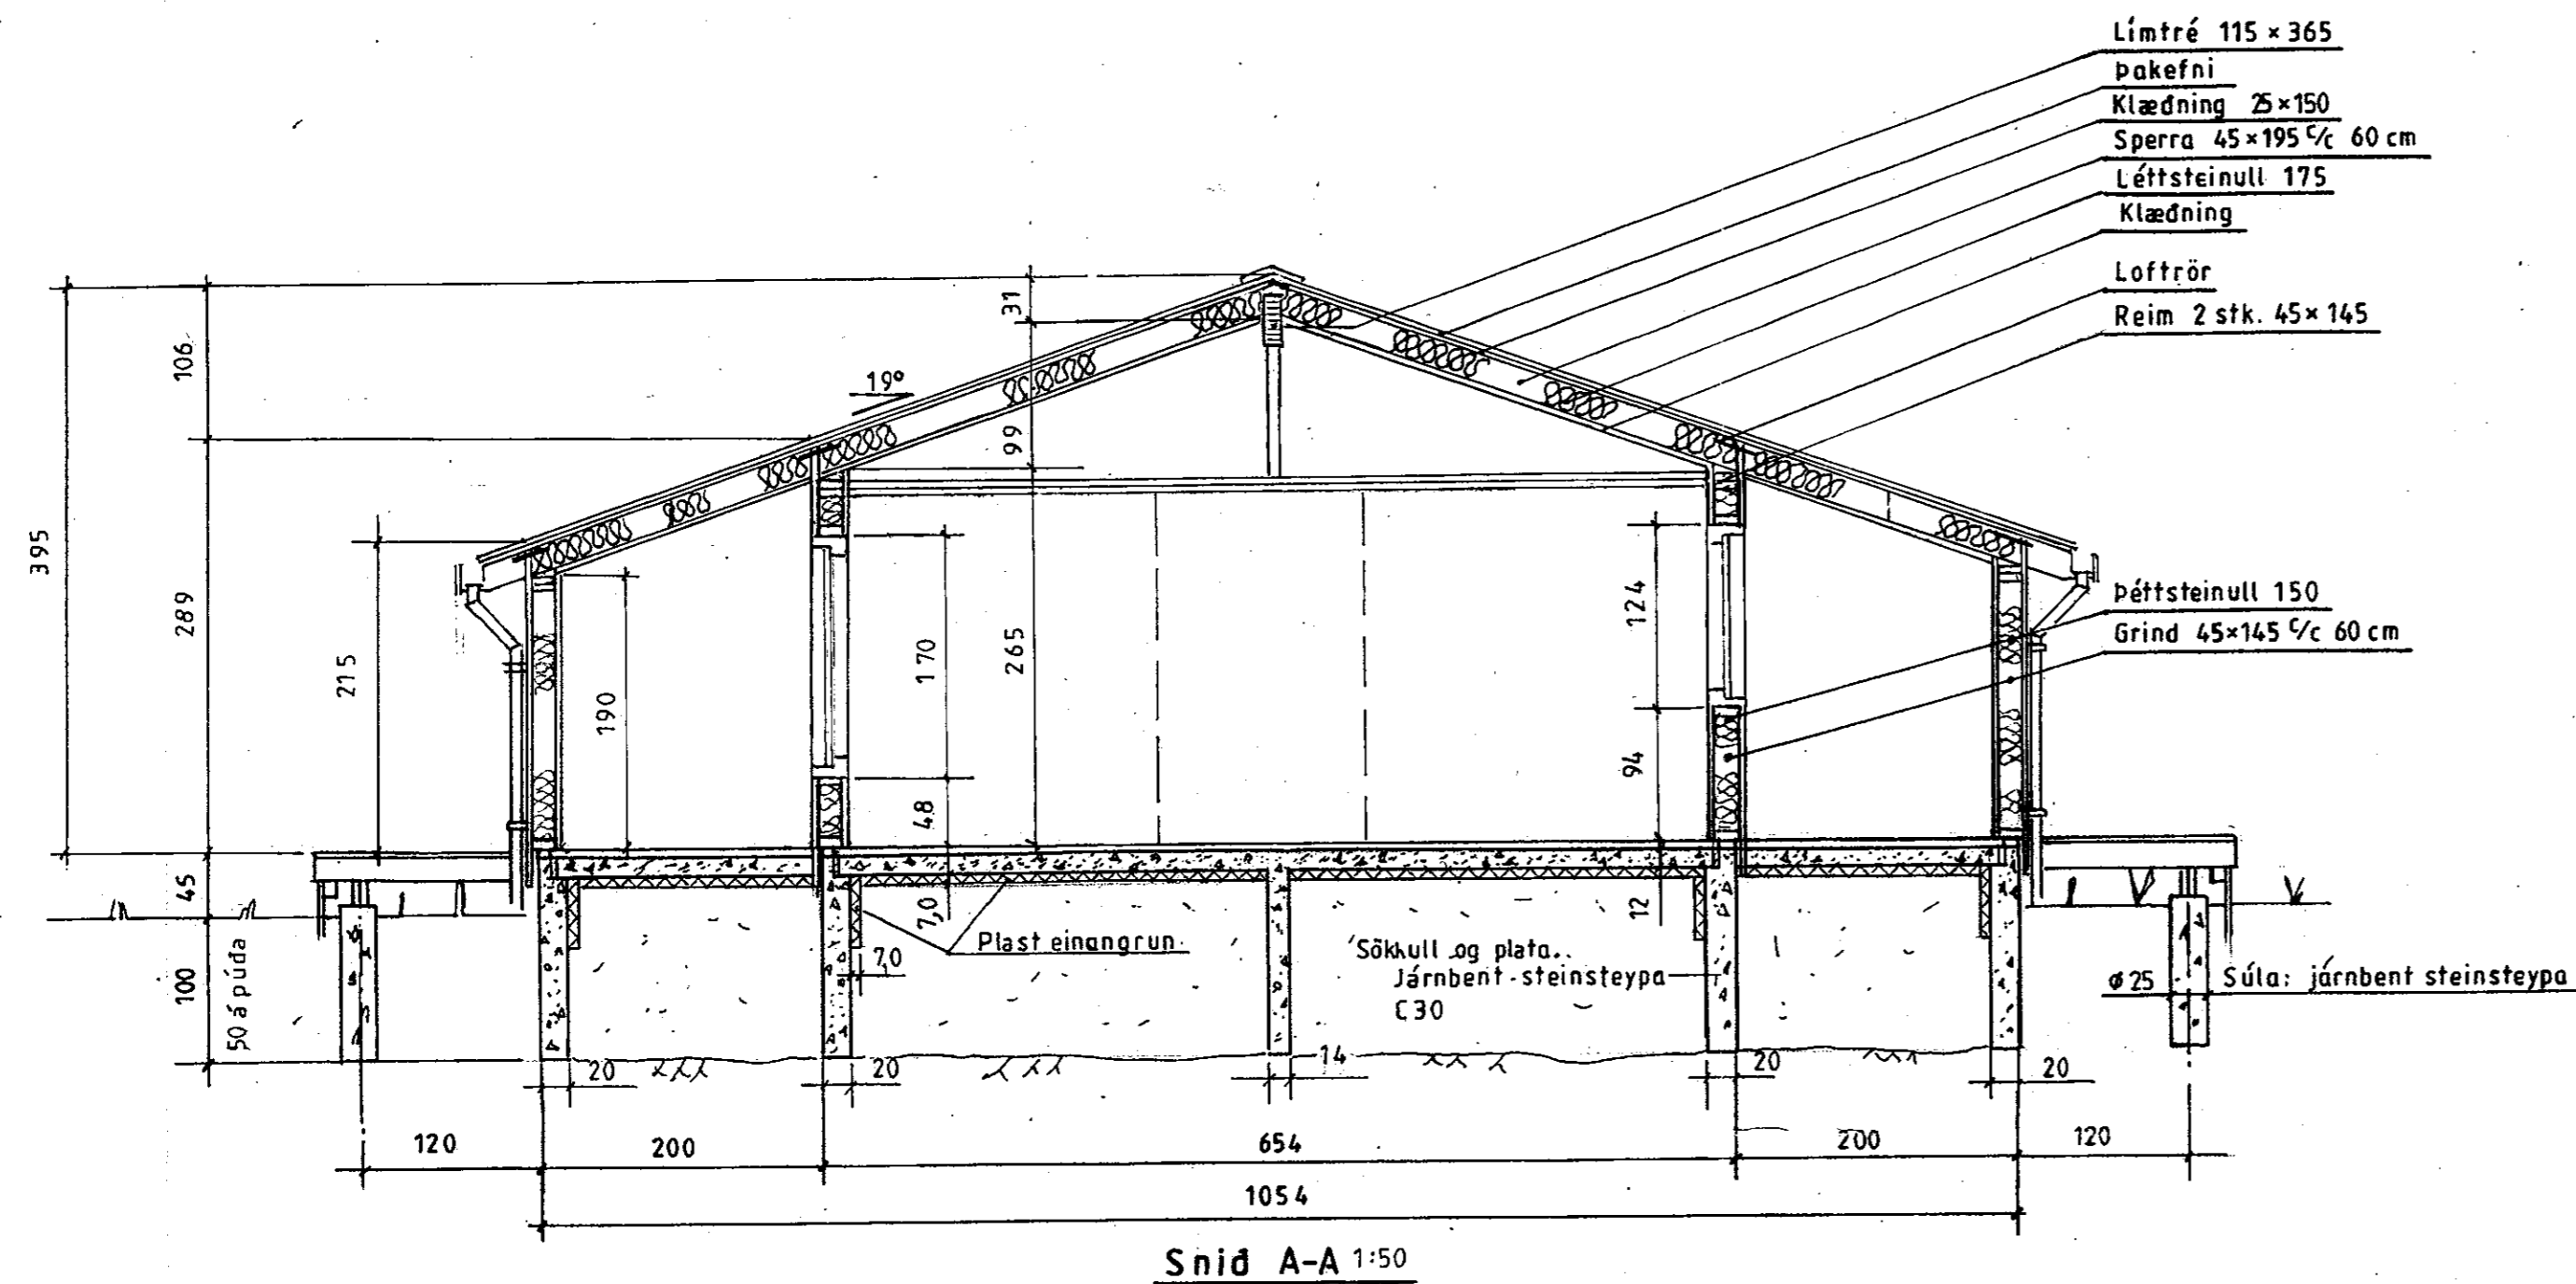 Límtré 115 × 365
Þakefni
Klæðning 25×150
Sperra 45×195 c/c 60 cm
Léttsteinull 175
Klæðning
Loftrör
Reim 2 stk. 45×145
31
106
19°
99
395
289
215
190
170
265
124
Þéttsteinull 150
Grind 45×145 c/c 60 cm
94
48
45
7,0
12
Plast einangrun
7,0
Sökkull og plata.
Járnbent steinsteypa
C30
100
50 á púða
ø 25
Súla: járnbent steinsteypa
20
20
14
20
20
120
200
654
200
120
1054
Snið A-A 1:50